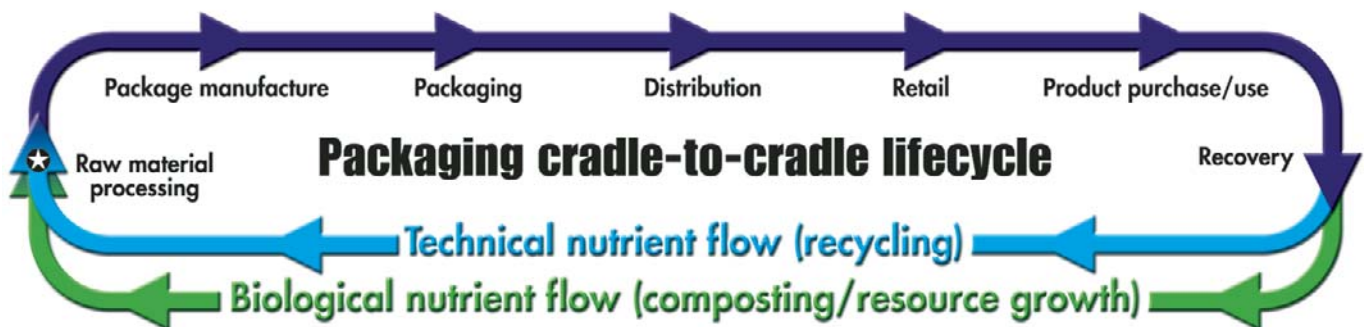 Package manufacture
Packaging
Distribution
Retail
Product purchase/use
Raw material
processing
Packaging cradle-to-cradle lifecycle
Recovery
Technical nutrient flow (recycling)
Biological nutrient flow (composting/resource growth)